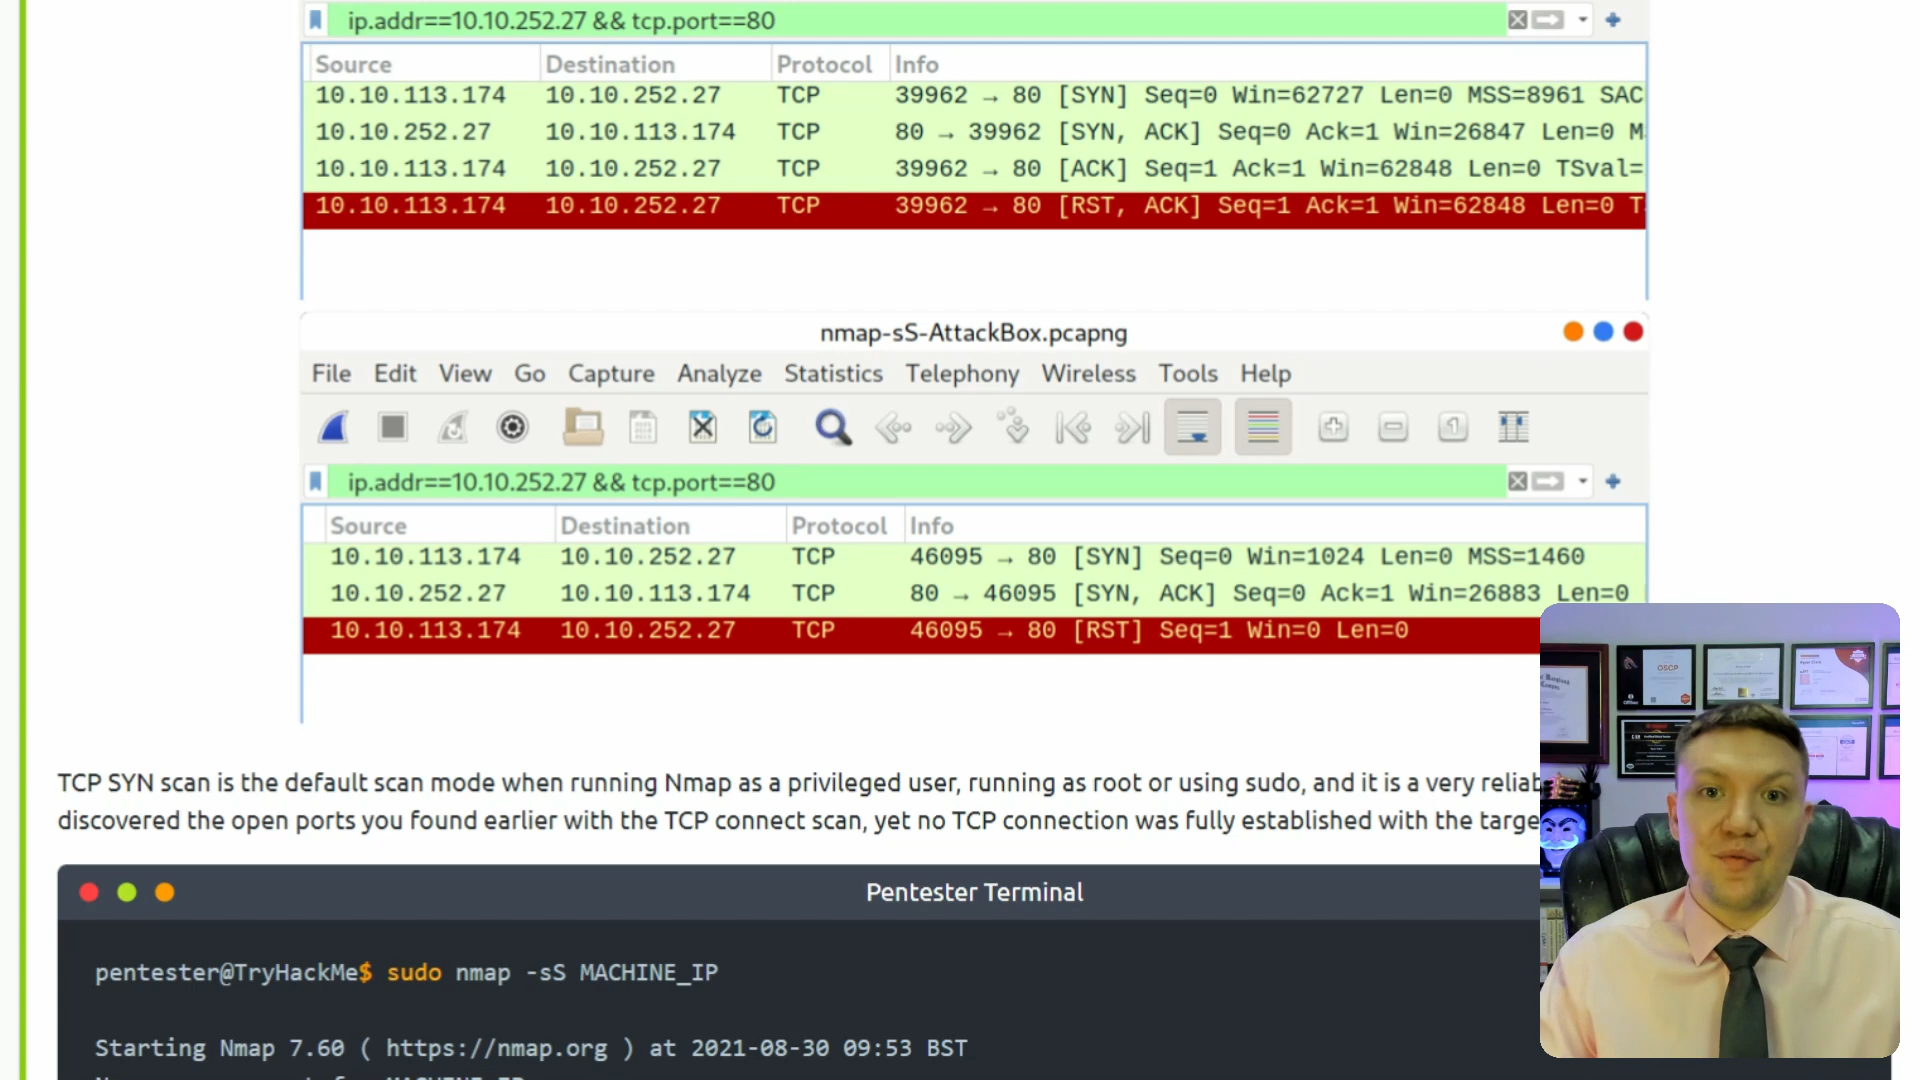 ip.addr==10.10.252.27 && tcp.port==80
Source Destination Protocol Info
10.10.113.174 10.10.252.27 TCP 39962 → 80 [SYN] Seq=0 Win=62727 Len=0 MSS=8961 SAC
10.10.252.27 10.10.113.174 TCP 80 → 39962 [SYN, ACK] Seq=0 Ack=1 Win=26847 Len=0 M
10.10.113.174 10.10.252.27 TCP 39962 → 80 [ACK] Seq=1 Ack=1 Win=62848 Len=0 TSval=
10.10.113.174 10.10.252.27 TCP 39962 → 80 [RST, ACK] Seq=1 Ack=1 Win=62848 Len=0 T
nmap-sS-AttackBox.pcapng
File Edit View Go Capture Analyze Statistics Telephony Wireless Tools Help
ip.addr==10.10.252.27 && tcp.port==80
Source Destination Protocol Info
10.10.113.174 10.10.252.27 TCP 46095 → 80 [SYN] Seq=0 Win=1024 Len=0 MSS=1460
10.10.252.27 10.10.113.174 TCP 80 → 46095 [SYN, ACK] Seq=0 Ack=1 Win=26883 Len=0
10.10.113.174 10.10.252.27 TCP 46095 → 80 [RST] Seq=1 Win=0 Len=0
TCP SYN scan is the default scan mode when running Nmap as a privileged user, running as root or using sudo, and it is a very reliab
discovered the open ports you found earlier with the TCP connect scan, yet no TCP connection was fully established with the targe
Pentester Terminal
pentester@TryHackMe$ sudo nmap -sS MACHINE_IP
Starting Nmap 7.60 ( https://nmap.org ) at 2021-08-30 09:53 BST
OSCP